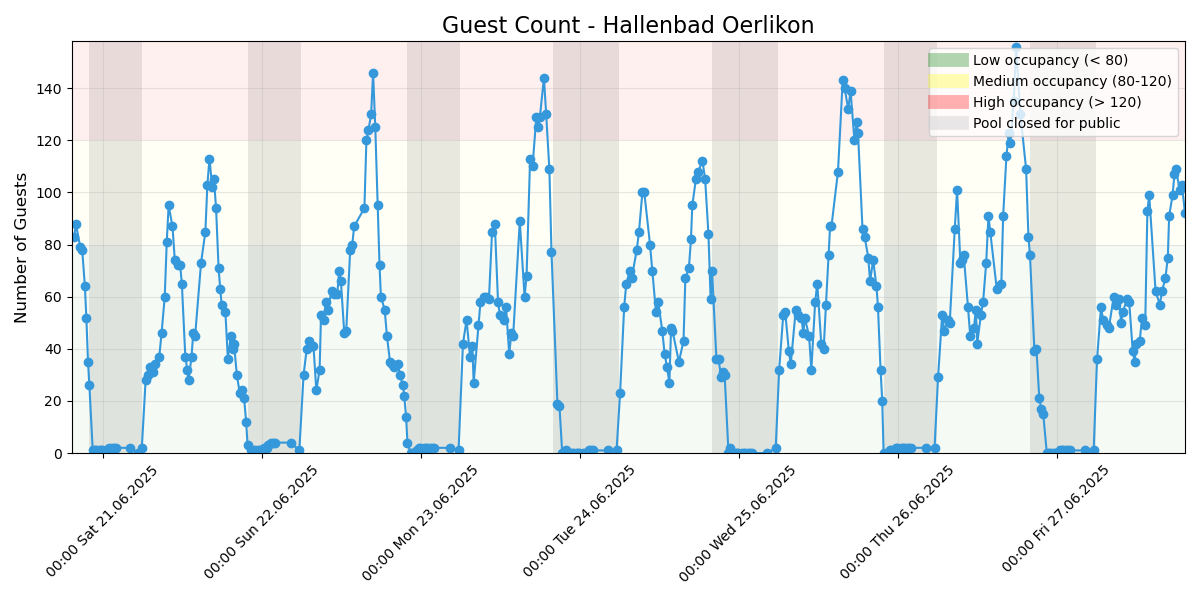 Guest Count - Hallenbad Oerlikon
Number of Guests
140
120
100
80
60
40
20
0
Low occupancy (< 80)
Medium occupancy (80-120)
High occupancy (> 120)
Pool closed for public
00:00 Sat 21.06.2025
00:00 Sun 22.06.2025
00:00 Mon 23.06.2025
00:00 Tue 24.06.2025
00:00 Wed 25.06.2025
00:00 Thu 26.06.2025
00:00 Fri 27.06.2025